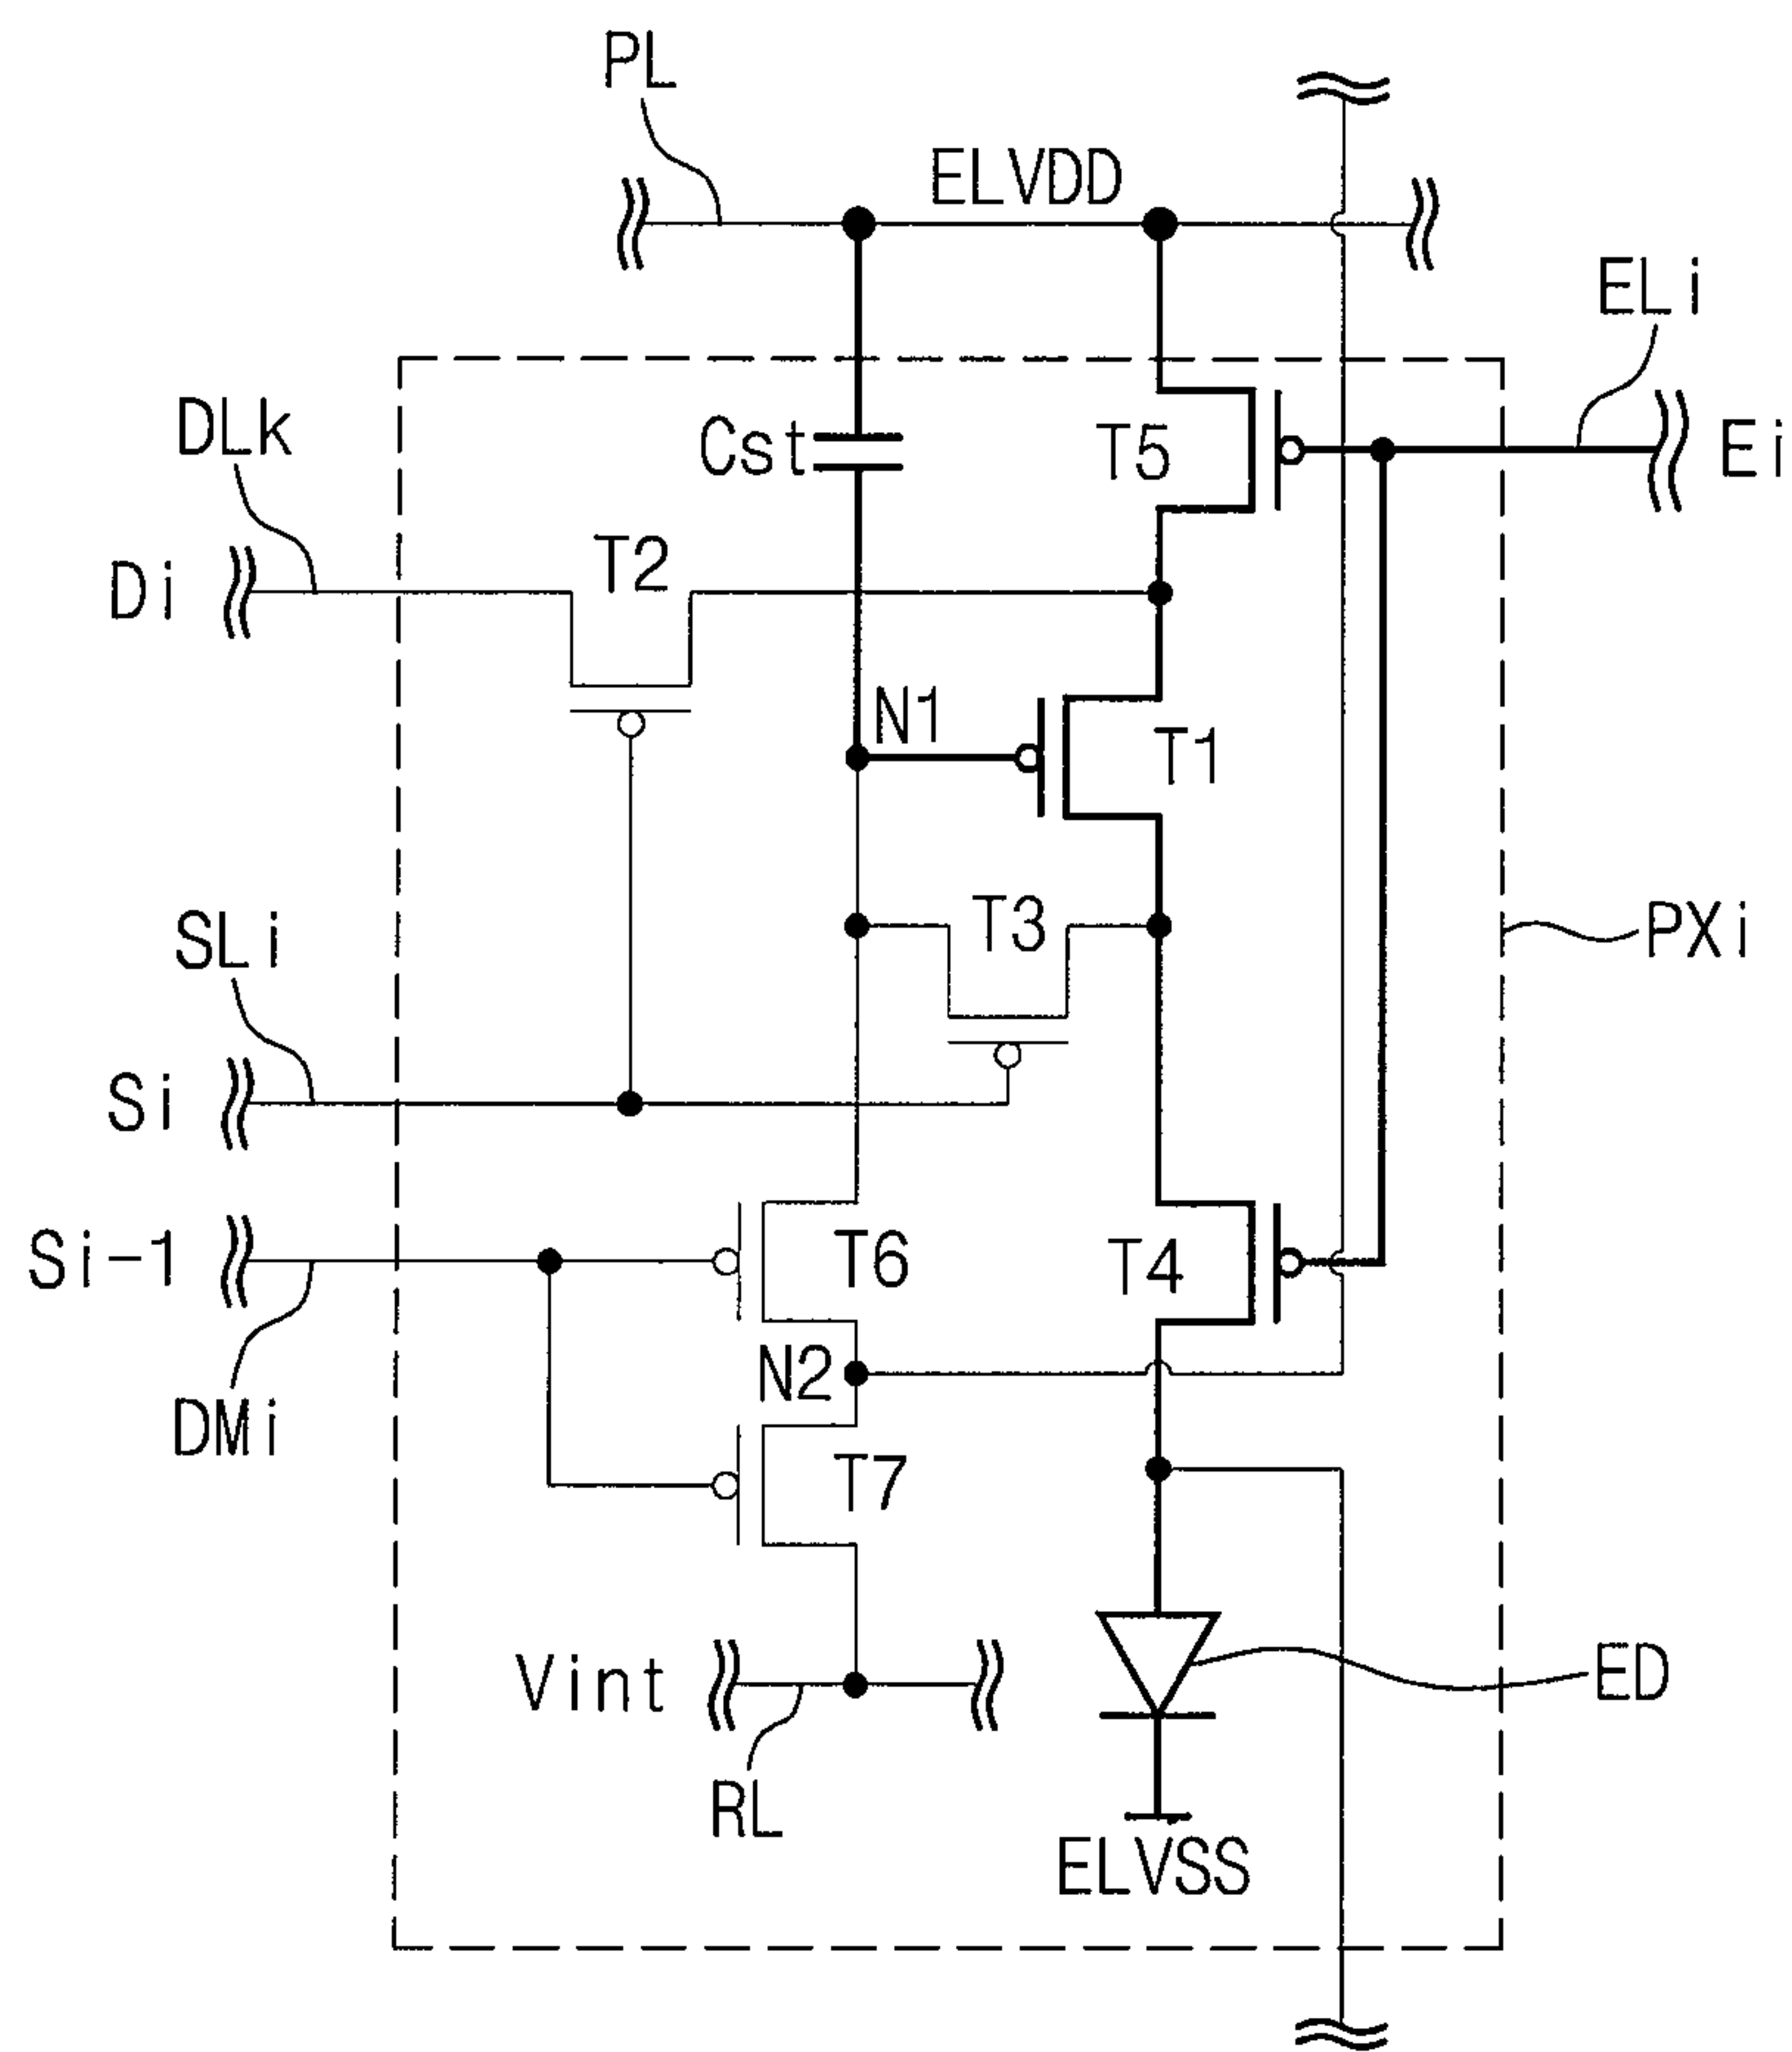 PL
ELVDD
ELi
DLk
Cst
T5
Ei
T2
Di
N1
T1
T3
SLi
PXi
Si
Si-1
T6
T4
N2
DMi
T7
Vint
ED
RL
ELVSS